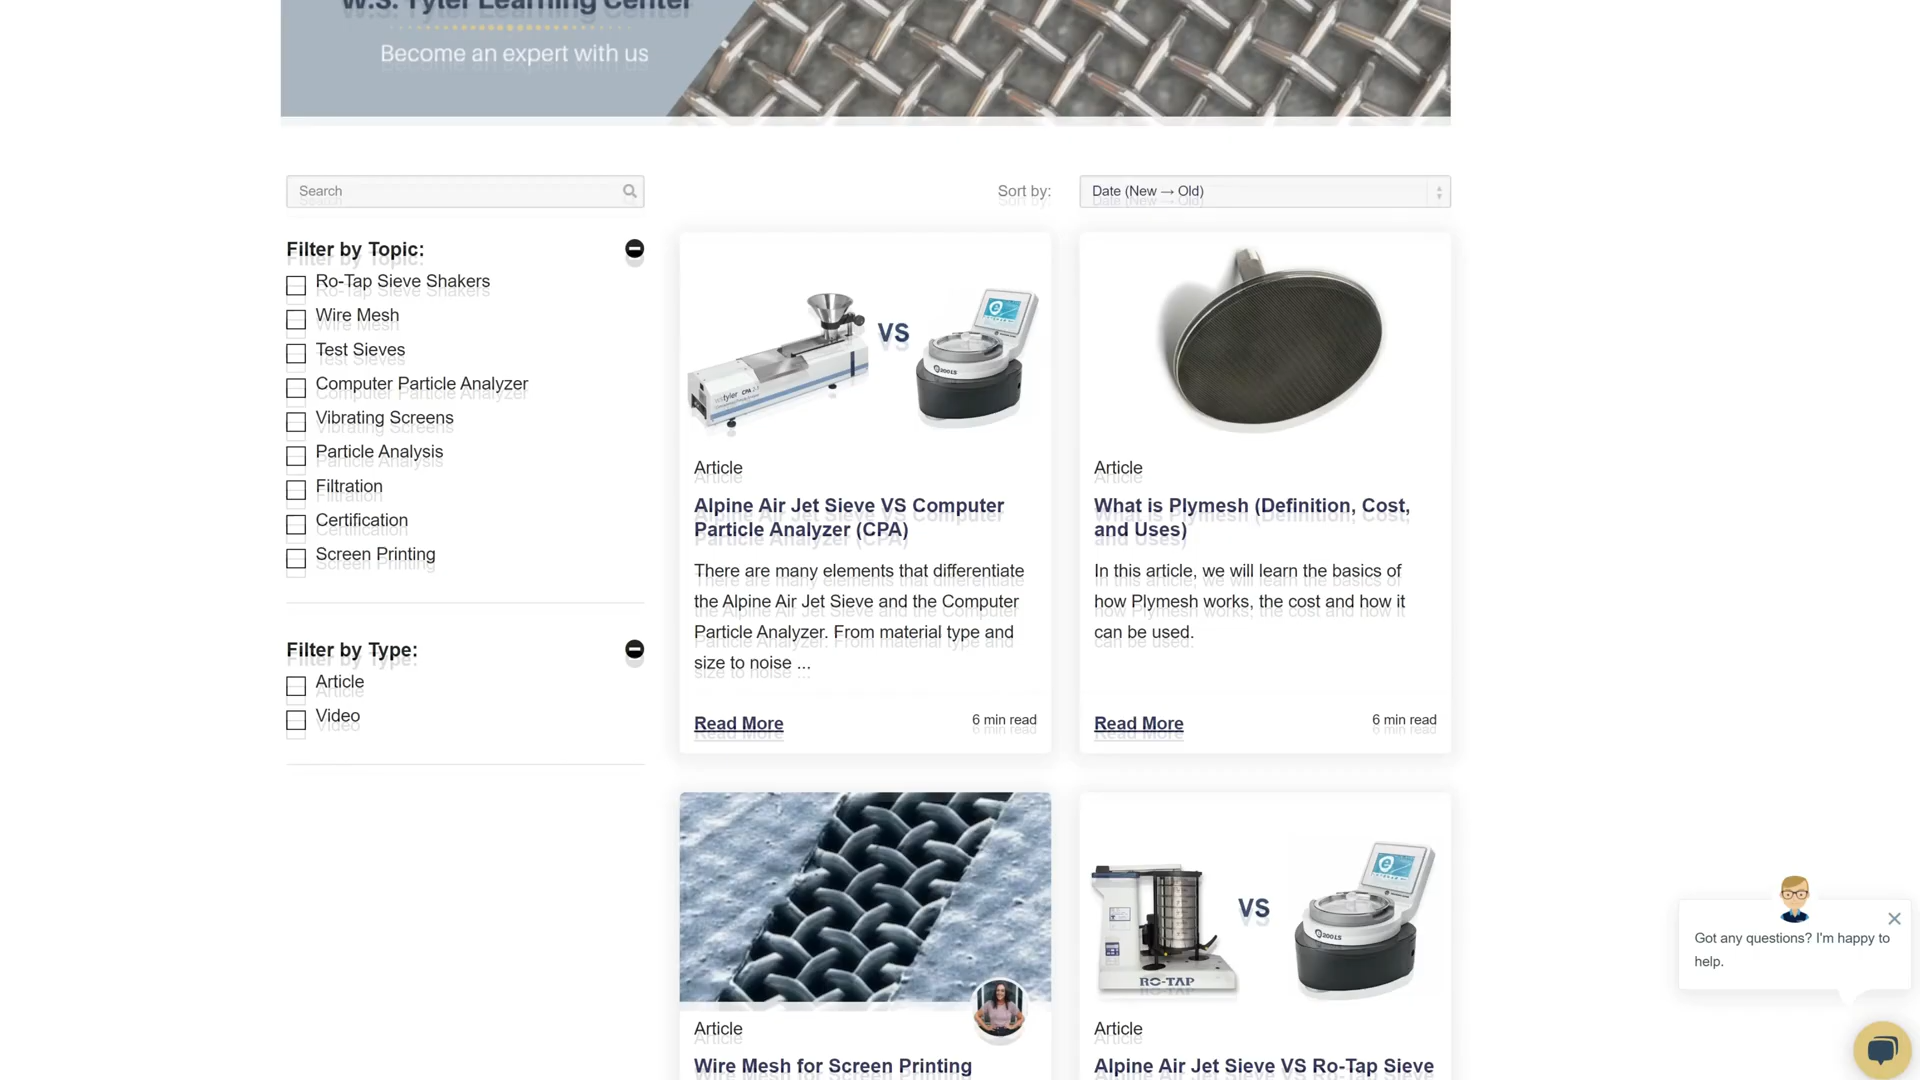 W.S. Tyler Learning Center
Become an expert with us
Search
Sort by:
Date (New → Old)
Filter by Topic:
Ro-Tap Sieve Shakers
Wire Mesh
Test Sieves
Computer Particle Analyzer
Vibrating Screens
Particle Analysis
Filtration
Certification
Screen Printing
Filter by Type:
Article
Video
VS
Article
Alpine Air Jet Sieve VS Computer
Particle Analyzer (CPA)
There are many elements that differentiate
the Alpine Air Jet Sieve and the Computer
Particle Analyzer. From material type and
size to noise ...
Read More
6 min read
Article
What is Plymesh (Definition, Cost,
and Uses)
In this article, we will learn the basics of
how Plymesh works, the cost and how it
can be used.
Read More
6 min read
Article
Wire Mesh for Screen Printing
VS
RO-TAP
Article
Alpine Air Jet Sieve VS Ro-Tap Sieve
Got any questions? I'm happy to
help.